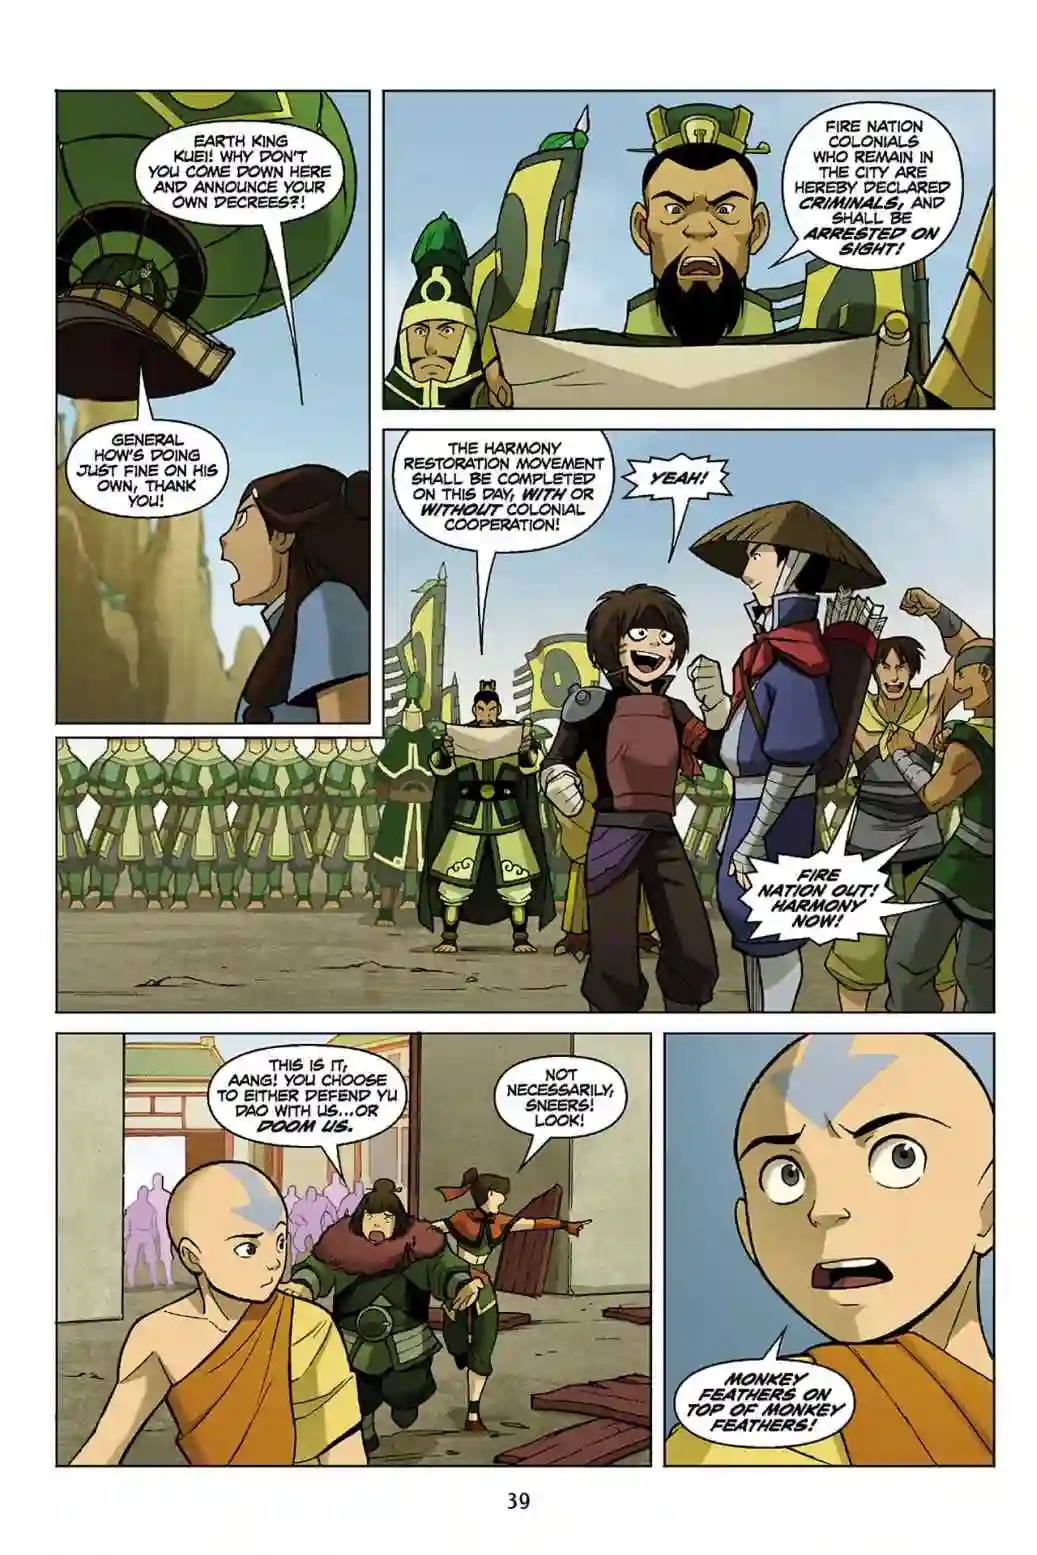 EARTH KING
KUEI! WHY DON'T
YOU COME DOWN HERE
AND ANNOUNCE YOUR
OWN DECREES?!
GENERAL
HOW'S DOING
JUST FINE ON HIS
OWN, THANK
YOU!
FIRE NATION
COLONIALS
WHO REMAIN IN
THE CITY ARE
HEREBY DECLARED
CRIMINALS, AND
SHALL BE
ARRESTED ON
SIGHT!
THE HARMONY
RESTORATION MOVEMENT
SHALL BE COMPLETED
ON THIS DAY, WITH OR
WITHOUT COLONIAL
COOPERATION!
YEAH!
FIRE
NATION OUT!
HARMONY
NOW!
THIS IS IT,
AANG! YOU CHOOSE
TO EITHER DEFEND YU
DAO WITH US...OR
DOOM US.
NOT
NECESSARILY,
SNEERS!
LOOK!
MONKEY
FEATHERS ON
TOP OF MONKEY
FEATHERS!
39